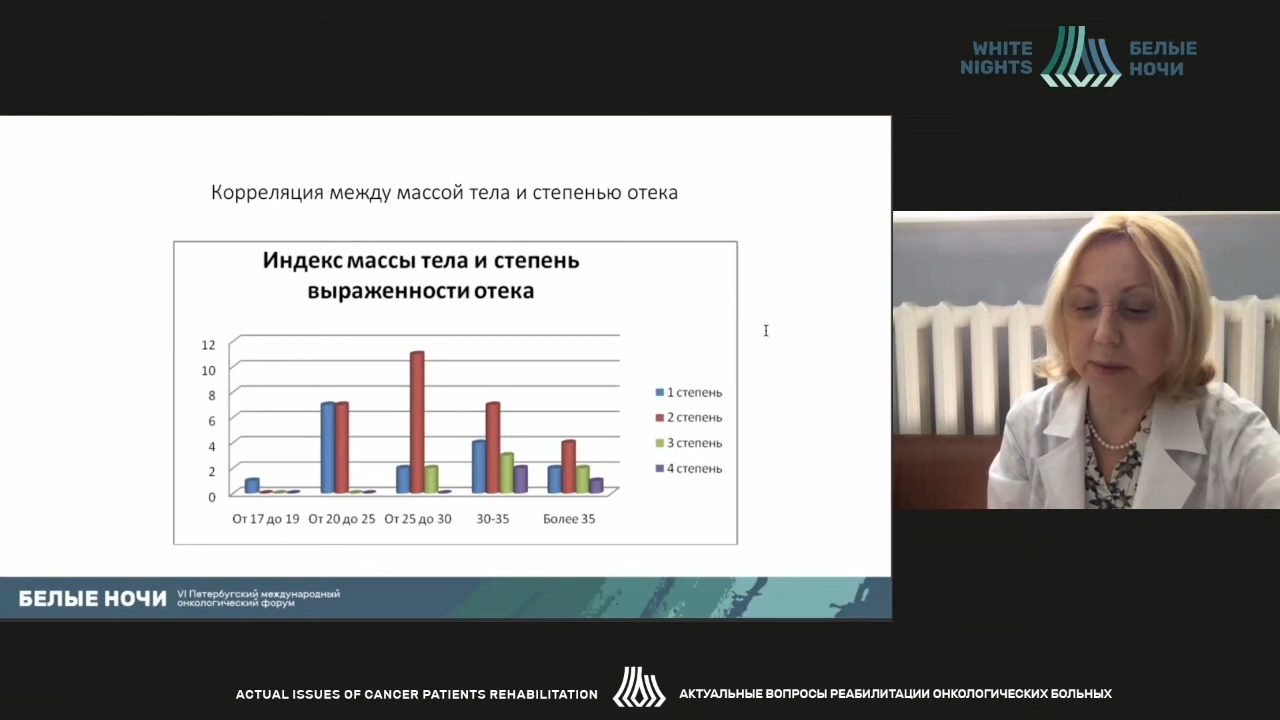 WHITE
NIGHTS
БЕЛЫЕ
НОЧИ
Корреляция между массой тела и степенью отека
Индекс массы тела и степень
выраженности отека
12
10
8
6
4
2
0
От 17 до 19 От 20 до 25 От 25 до 30 30-35 Более 35
1 степень
2 степень
3 степень
4 степень
БЕЛЫЕ НОЧИ
VI Петербургский международный
онкологический форум
ACTUAL ISSUES OF CANCER PATIENTS REHABILITATION
АКТУАЛЬНЫЕ ВОПРОСЫ РЕАБИЛИТАЦИИ ОНКОЛОГИЧЕСКИХ БОЛЬНЫХ